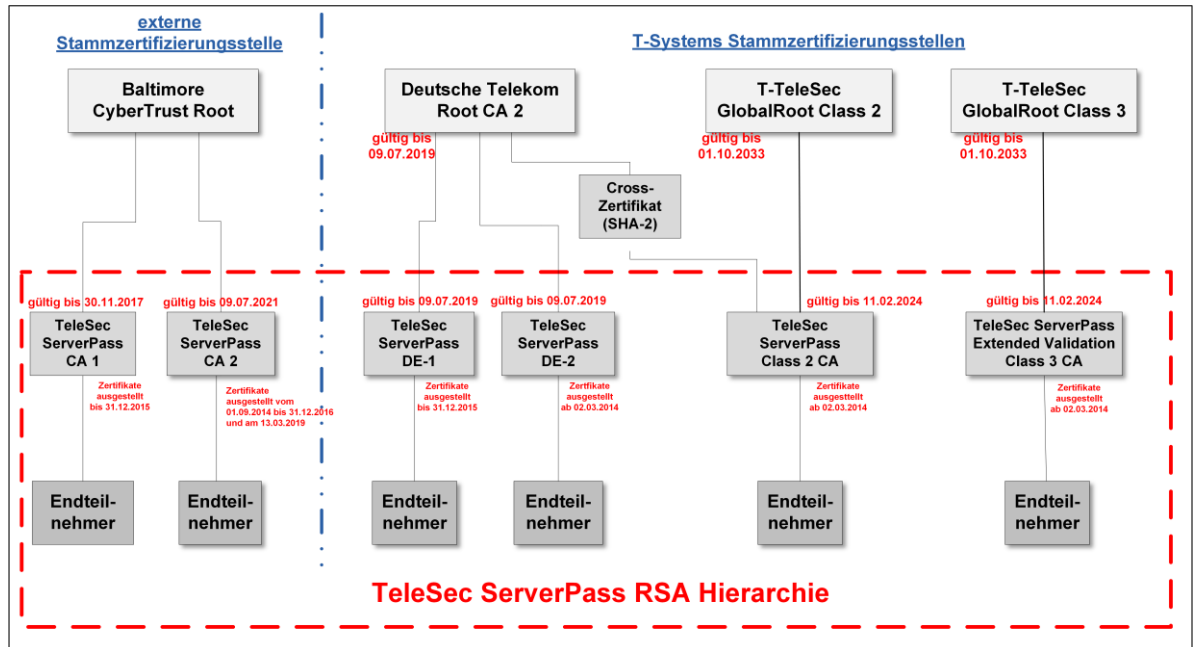 externe
Stammzertifizierungsstelle
T-Systems Stammzertifizierungsstellen
Baltimore
CyberTrust Root
Deutsche Telekom
Root CA 2
T-TeleSec
GlobalRoot Class 2
T-TeleSec
GlobalRoot Class 3
gültig bis
09.07.2019
gültig bis
01.10.2033
gültig bis
01.10.2033
Cross-
Zertifikat
(SHA-2)
gültig bis 30.11.2017
gültig bis 09.07.2021
gültig bis 09.07.2019
gültig bis 09.07.2019
gültig bis 11.02.2024
gültig bis 11.02.2024
TeleSec
ServerPass
CA 1
TeleSec
ServerPass
CA 2
TeleSec
ServerPass
DE-1
TeleSec
ServerPass
DE-2
TeleSec
ServerPass
Class 2 CA
TeleSec ServerPass
Extended Validation
Class 3 CA
Zertifikate
ausgestellt
bis 31.12.2015
Zertifikate
ausgestellt vom
01.09.2014 bis 31.12.2016
und am 13.03.2019
Zertifikate
ausgestellt
bis 31.12.2015
Zertfikate
ausgestellt
ab 02.03.2014
Zertifikate
ausgsttellt
ab 02.03.2014
Zertifikate
ausgestellt
ab 02.03.2014
Endteil-
nehmer
Endteil-
nehmer
Endteil-
nehmer
Endteil-
nehmer
Endteil-
nehmer
Endteil-
nehmer
TeleSec ServerPass RSA Hierarchie